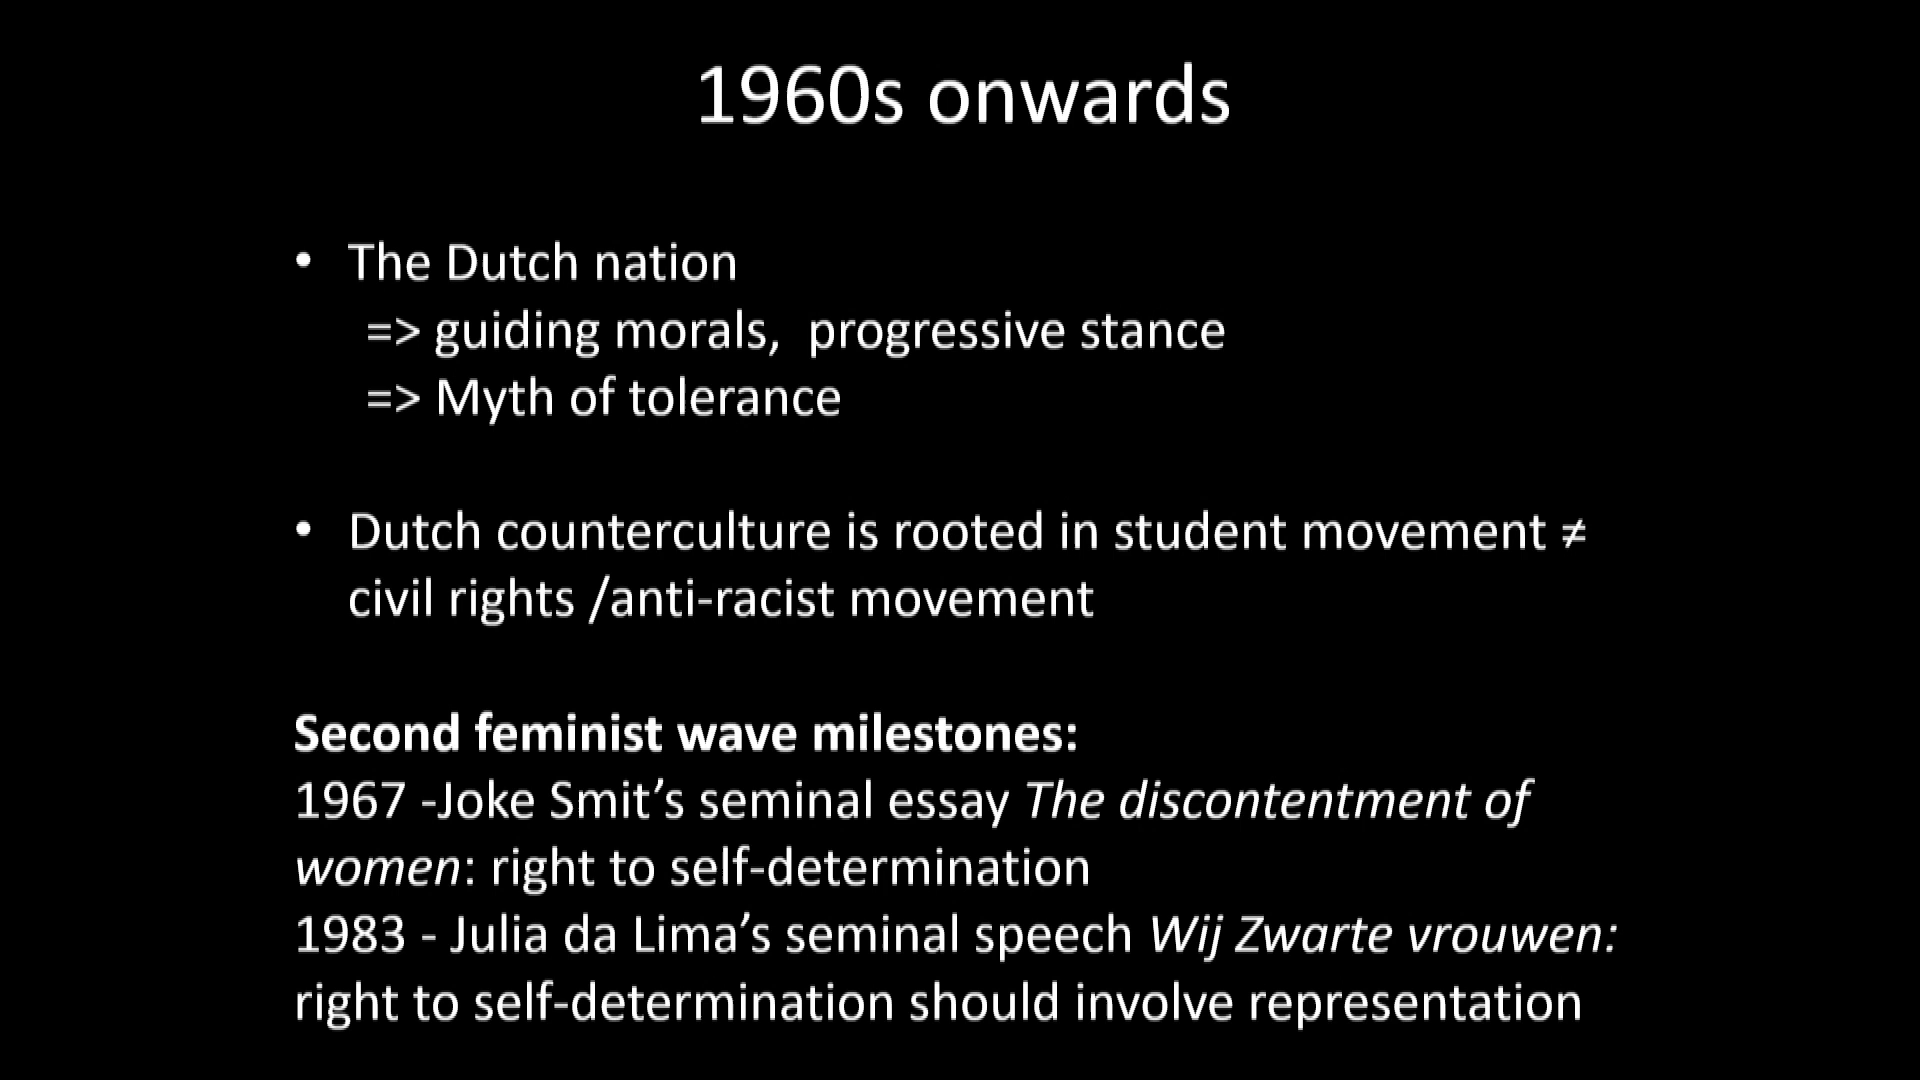 1960s onwards
• The Dutch nation
=> guiding morals,  progressive stance
=> Myth of tolerance
• Dutch counterculture is rooted in student movement ≠
civil rights /anti-racist movement
Second feminist wave milestones:
1967 -Joke Smit’s seminal essay The discontentment of
women: right to self-determination
1983 - Julia da Lima’s seminal speech Wij Zwarte vrouwen:
right to self-determination should involve representation